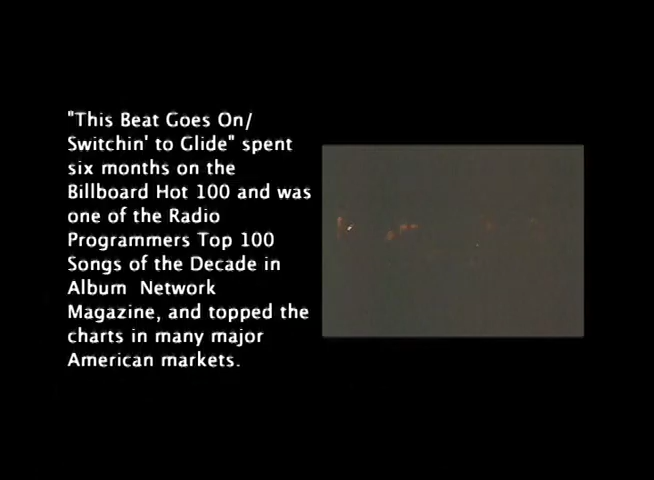 "This Beat Goes On/
Switchin' to Glide" spent
six months on the
Billboard Hot 100 and was
one of the Radio
Programmers Top 100
Songs of the Decade in
Album Network
Magazine, and topped the
charts in many major
American markets.